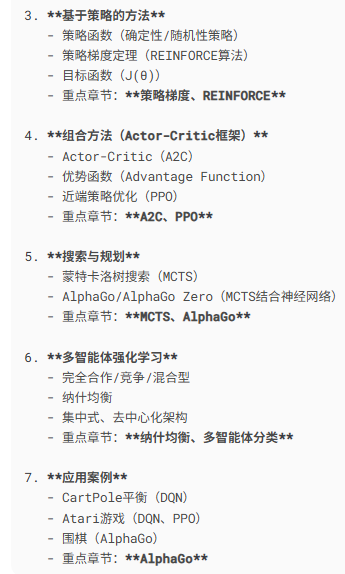 3. **基于策略的方法**
- 策略函数（确定性/随机性策略）
- 策略梯度定理（REINFORCE算法）
- 目标函数（J(θ)）
- 重点章节：**策略梯度、REINFORCE**
4. **组合方法（Actor-Critic框架）**
- Actor-Critic（A2C）
- 优势函数（Advantage Function）
- 近端策略优化（PPO）
- 重点章节：**A2C、PPO**
5. **搜索与规划**
- 蒙特卡洛树搜索（MCTS）
- AlphaGo/AlphaGo Zero（MCTS结合神经网络）
- 重点章节：**MCTS、AlphaGo**
6. **多智能体强化学习**
- 完全合作/竞争/混合型
- 纳什均衡
- 集中式、去中心化架构
- 重点章节：**纳什均衡、多智能体分类**
7. **应用案例**
- CartPole平衡（DQN）
- Atari游戏（DQN、PPO）
- 围棋（AlphaGo）
- 重点章节：**AlphaGo**